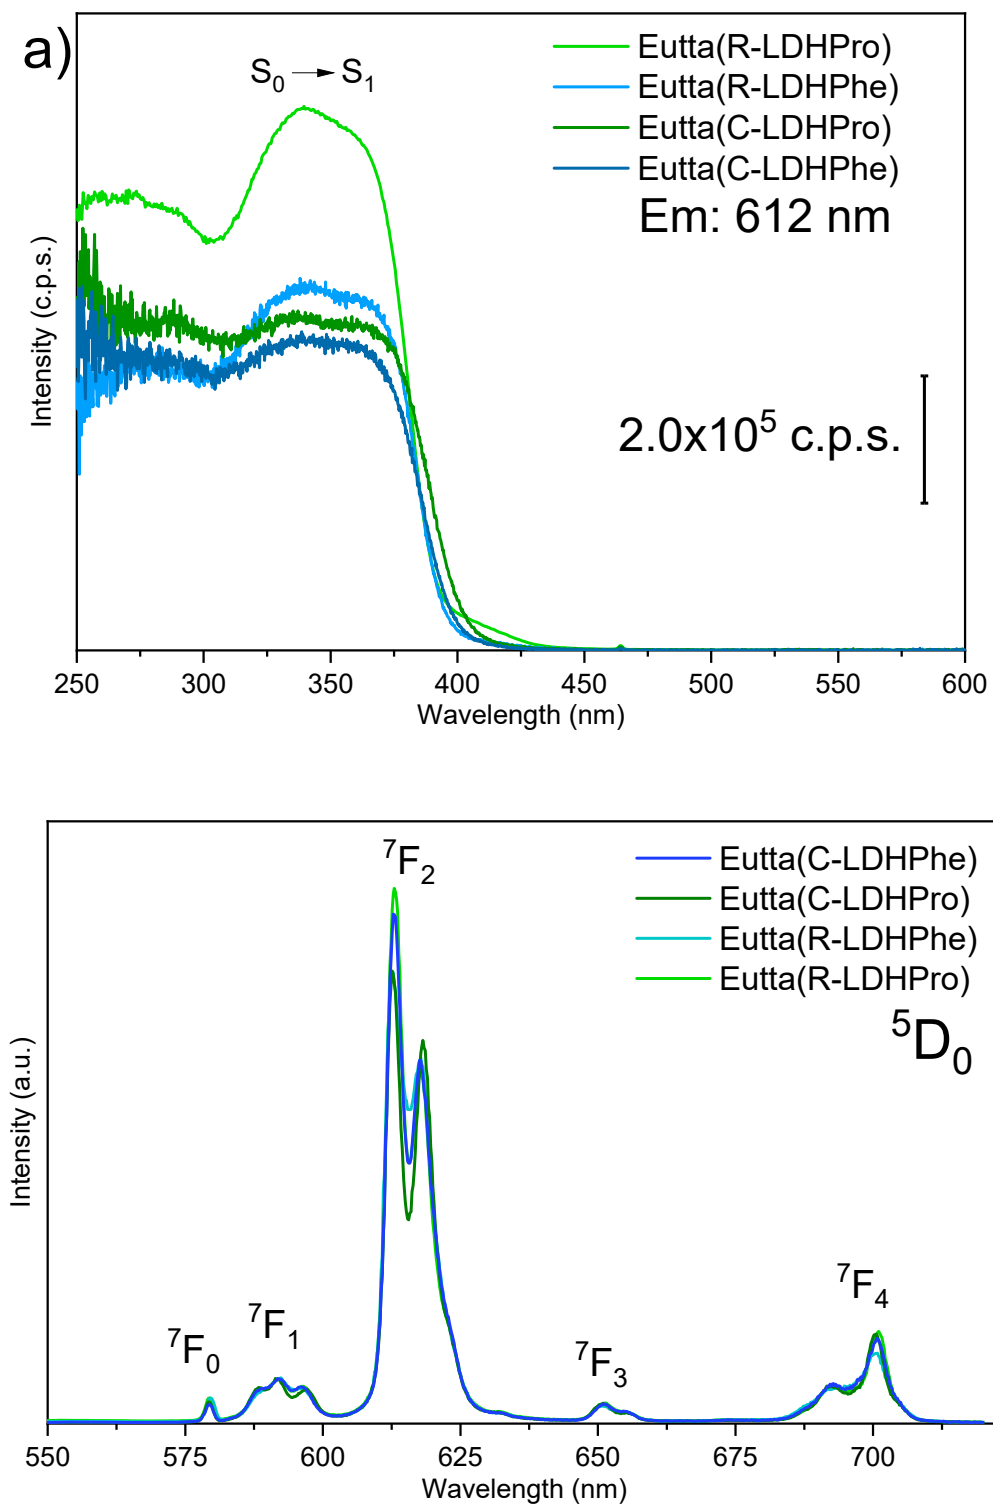 a)
S₀ → S₁
Eutta(R-LDHPro)
Eutta(R-LDHPhe)
Eutta(C-LDHPro)
Eutta(C-LDHPhe)
Em: 612 nm
2.0x10⁵ c.p.s.
Intensity (c.p.s.)
250 300 350 400 450 500 550 600
Wavelength (nm)
⁷F₂
Eutta(C-LDHPhe)
Eutta(C-LDHPro)
Eutta(R-LDHPhe)
Eutta(R-LDHPro)
⁵D₀
Intensity (a.u.)
⁷F₀
⁷F₁
⁷F₃
⁷F₄
550 575 600 625 650 675 700
Wavelength (nm)